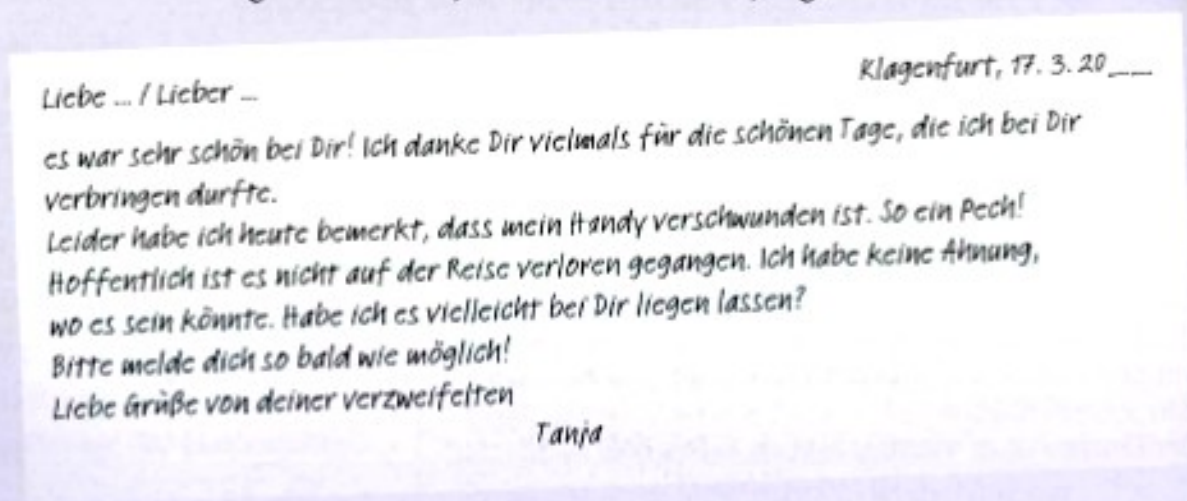 Klagenfurt, 17. 3. 20___
Liebe ... / Lieber ...
es war sehr schön bei Dir! Ich danke Dir vielmals für die schönen Tage, die ich bei Dir
verbringen durfte.
Leider habe ich heute bemerkt, dass mein Handy verschwunden ist. So ein Pech!
Hoffentlich ist es nicht auf der Reise verloren gegangen. Ich habe keine Ahnung,
wo es sein könnte. Habe ich es vielleicht bei Dir liegen lassen?
Bitte melde dich so bald wie möglich!
Liebe Grüße von deiner verzweifelten
Tanja